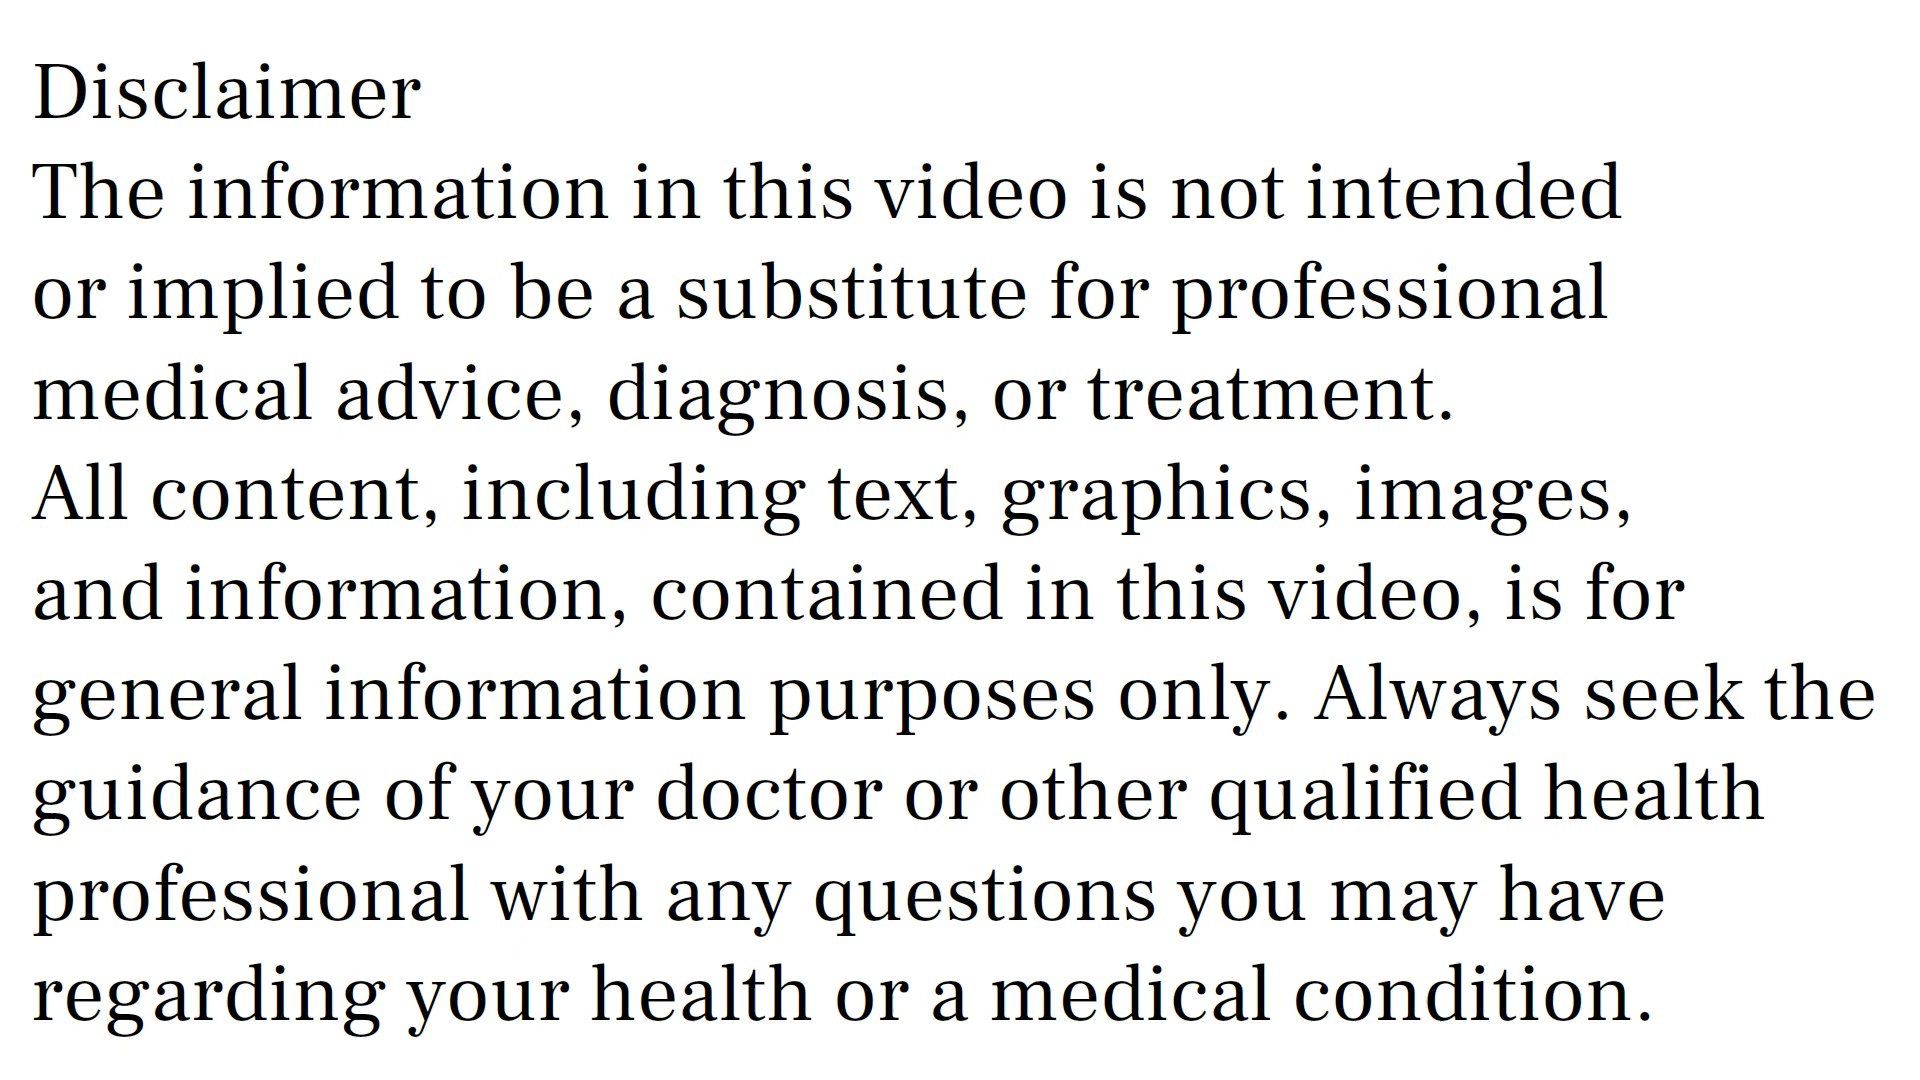 Disclaimer
The information in this video is not intended
or implied to be a substitute for professional
medical advice, diagnosis, or treatment.
All content, including text, graphics, images,
and information, contained in this video, is for
general information purposes only. Always seek the
guidance of your doctor or other qualified health
professional with any questions you may have
regarding your health or a medical condition.